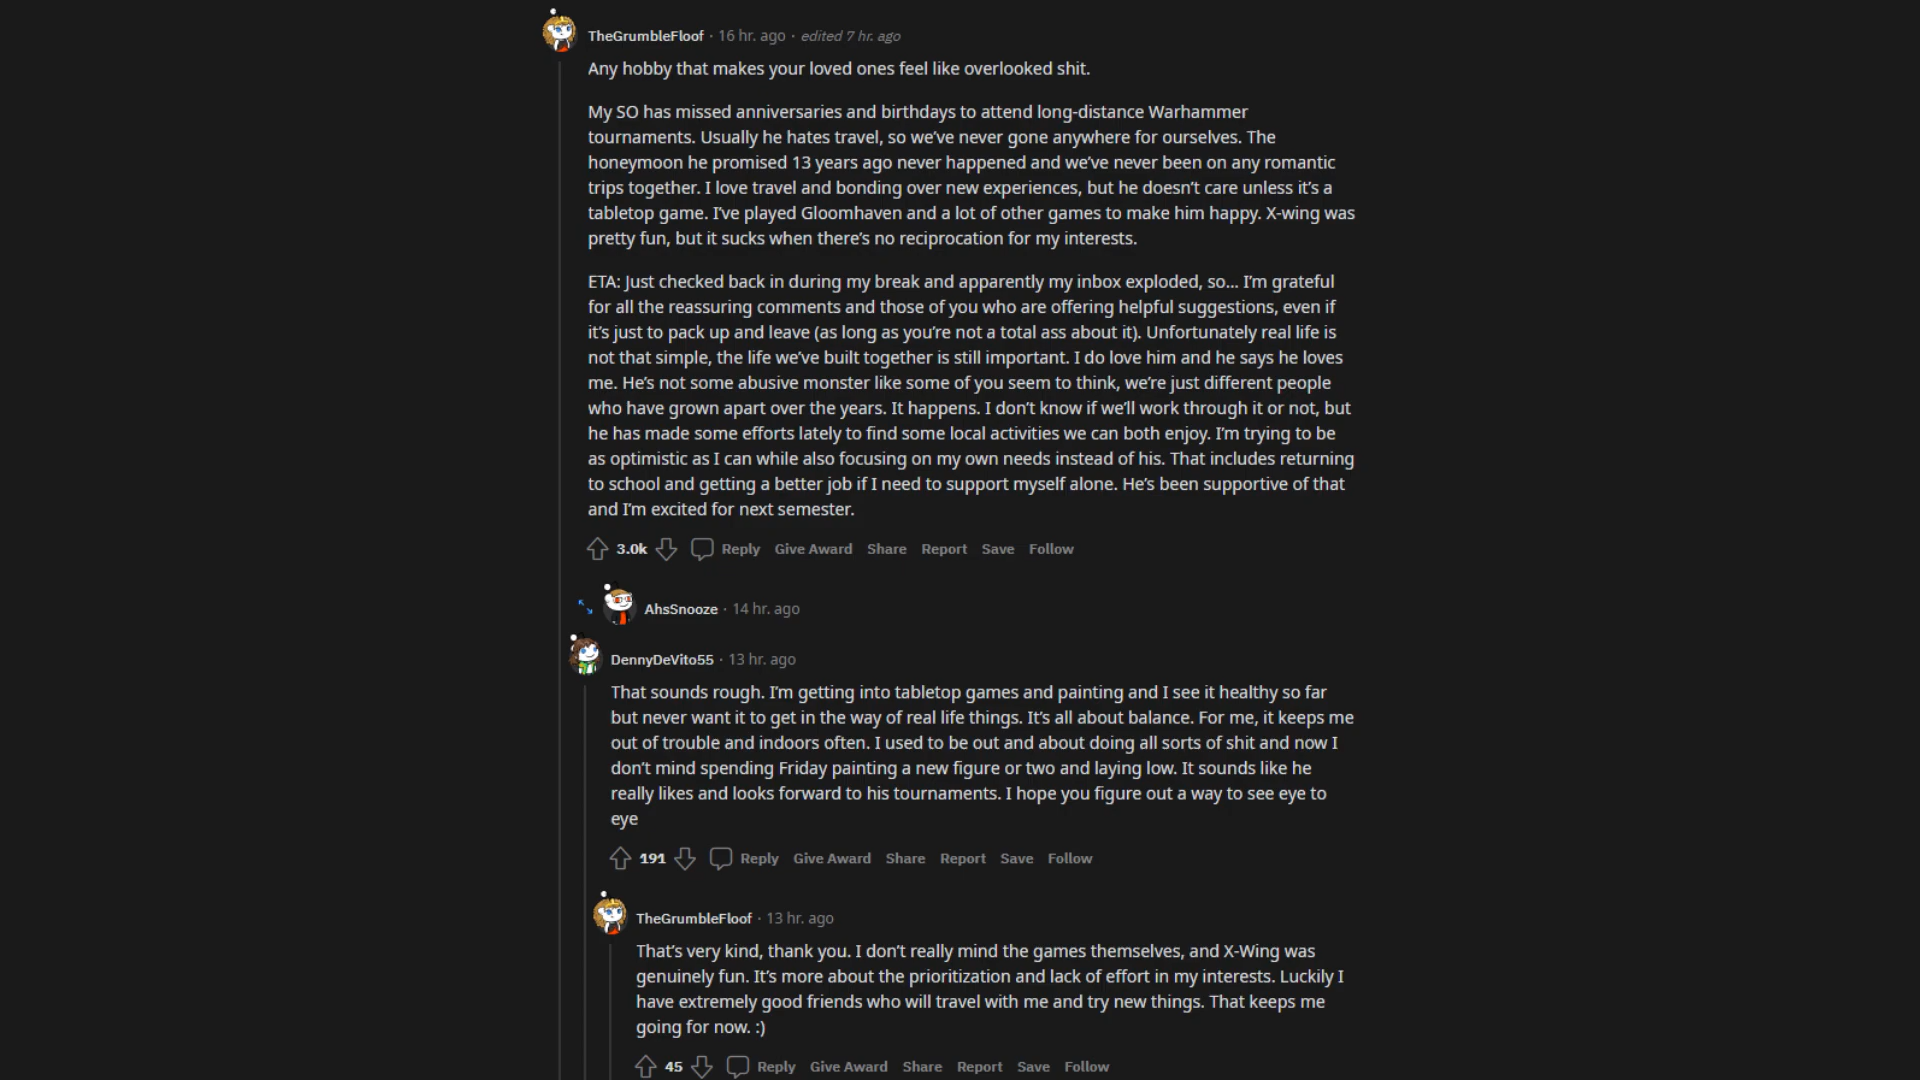 TheGrumbleFloof · 16 hr. ago · edited 7 hr. ago
Any hobby that makes your loved ones feel like overlooked shit.
My SO has missed anniversaries and birthdays to attend long-distance Warhammer
tournaments. Usually he hates travel, so we’ve never gone anywhere for ourselves. The
honeymoon he promised 13 years ago never happened and we’ve never been on any romantic
trips together. I love travel and bonding over new experiences, but he doesn’t care unless it’s a
tabletop game. I’ve played Gloomhaven and a lot of other games to make him happy. X-wing was
pretty fun, but it sucks when there’s no reciprocation for my interests.
ETA: Just checked back in during my break and apparently my inbox exploded, so... I’m grateful
for all the reassuring comments and those of you who are offering helpful suggestions, even if
it’s just to pack up and leave (as long as you’re not a total ass about it). Unfortunately real life is
not that simple, the life we’ve built together is still important. I do love him and he says he loves
me. He’s not some abusive monster like some of you seem to think, we’re just different people
who have grown apart over the years. It happens. I don’t know if we’ll work through it or not, but
he has made some efforts lately to find some local activities we can both enjoy. I’m trying to be
as optimistic as I can while also focusing on my own needs instead of his. That includes returning
to school and getting a better job if I need to support myself alone. He’s been supportive of that
and I’m excited for next semester.
3.0k Reply Give Award Share Report Save Follow
AhsSnooze · 14 hr. ago
DennyDeVito55 · 13 hr. ago
That sounds rough. I’m getting into tabletop games and painting and I see it healthy so far
but never want it to get in the way of real life things. It’s all about balance. For me, it keeps me
out of trouble and indoors often. I used to be out and about doing all sorts of shit and now I
don’t mind spending Friday painting a new figure or two and laying low. It sounds like he
really likes and looks forward to his tournaments. I hope you figure out a way to see eye to
eye
191 Reply Give Award Share Report Save Follow
TheGrumbleFloof · 13 hr. ago
That’s very kind, thank you. I don’t really mind the games themselves, and X-Wing was
genuinely fun. It’s more about the prioritization and lack of effort in my interests. Luckily I
have extremely good friends who will travel with me and try new things. That keeps me
going for now. :)
45 Reply Give Award Share Report Save Follow